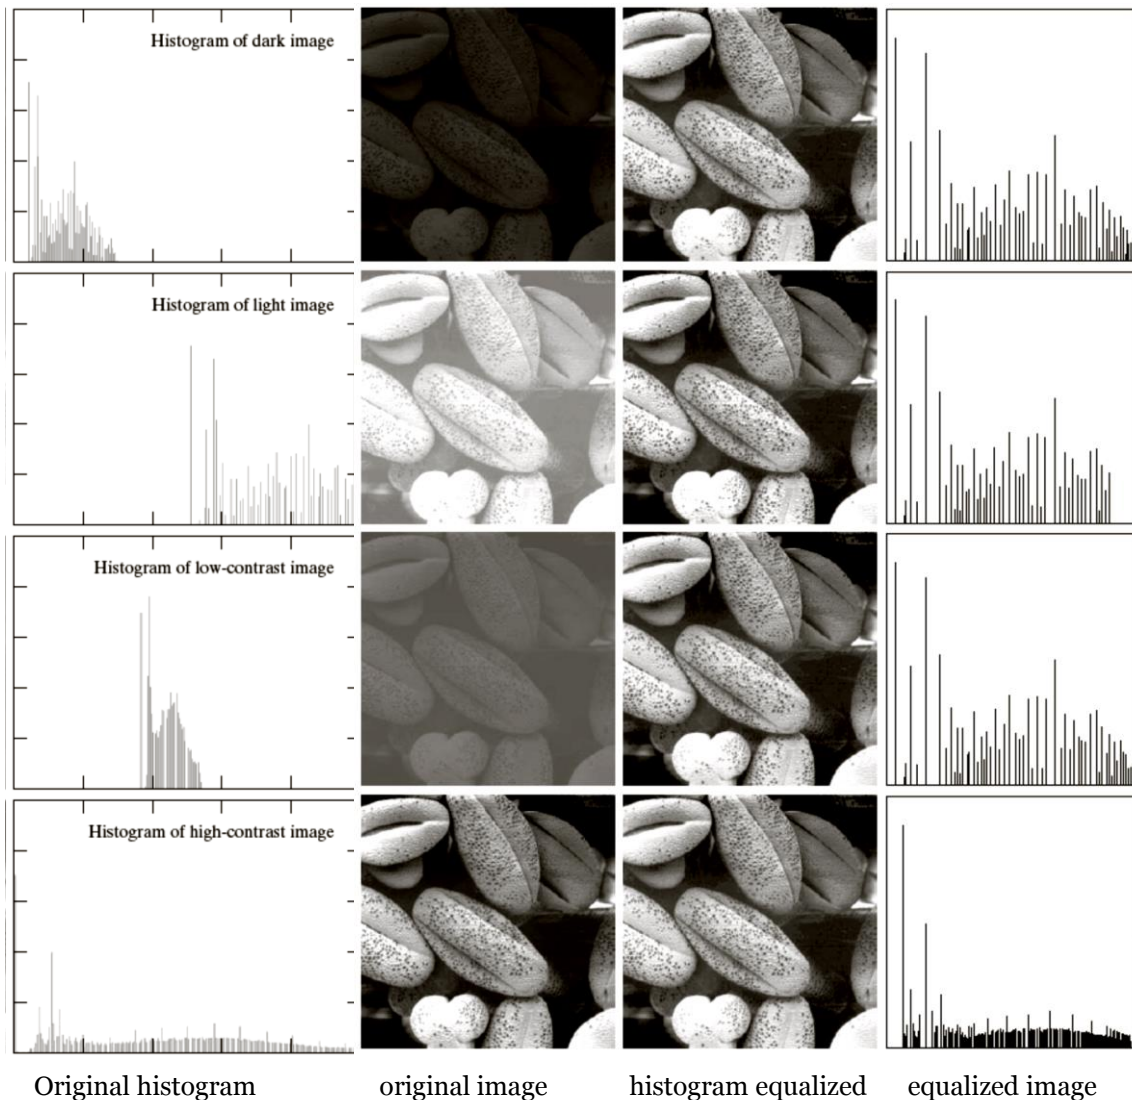 Histogram of dark image
Histogram of light image
Histogram of low-contrast image
Histogram of high-contrast image
Original histogram original image histogram equalized equalized image